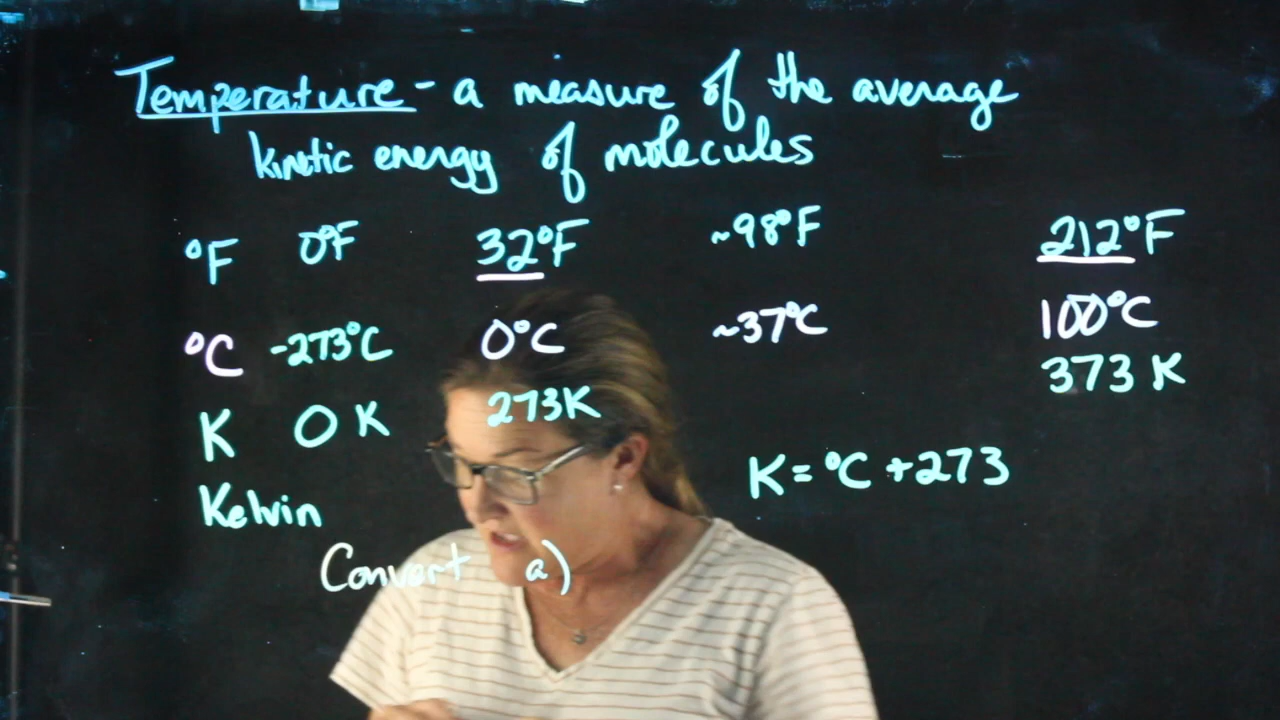 Temperature - a measure of the average
kinetic energy of molecules
°F 0°F 32°F ~98°F 212°F
°C -273°C 0°C ~37°C 100°C
K 0 K 273K 373 K
Kelvin
K = °C + 273
Convert a)